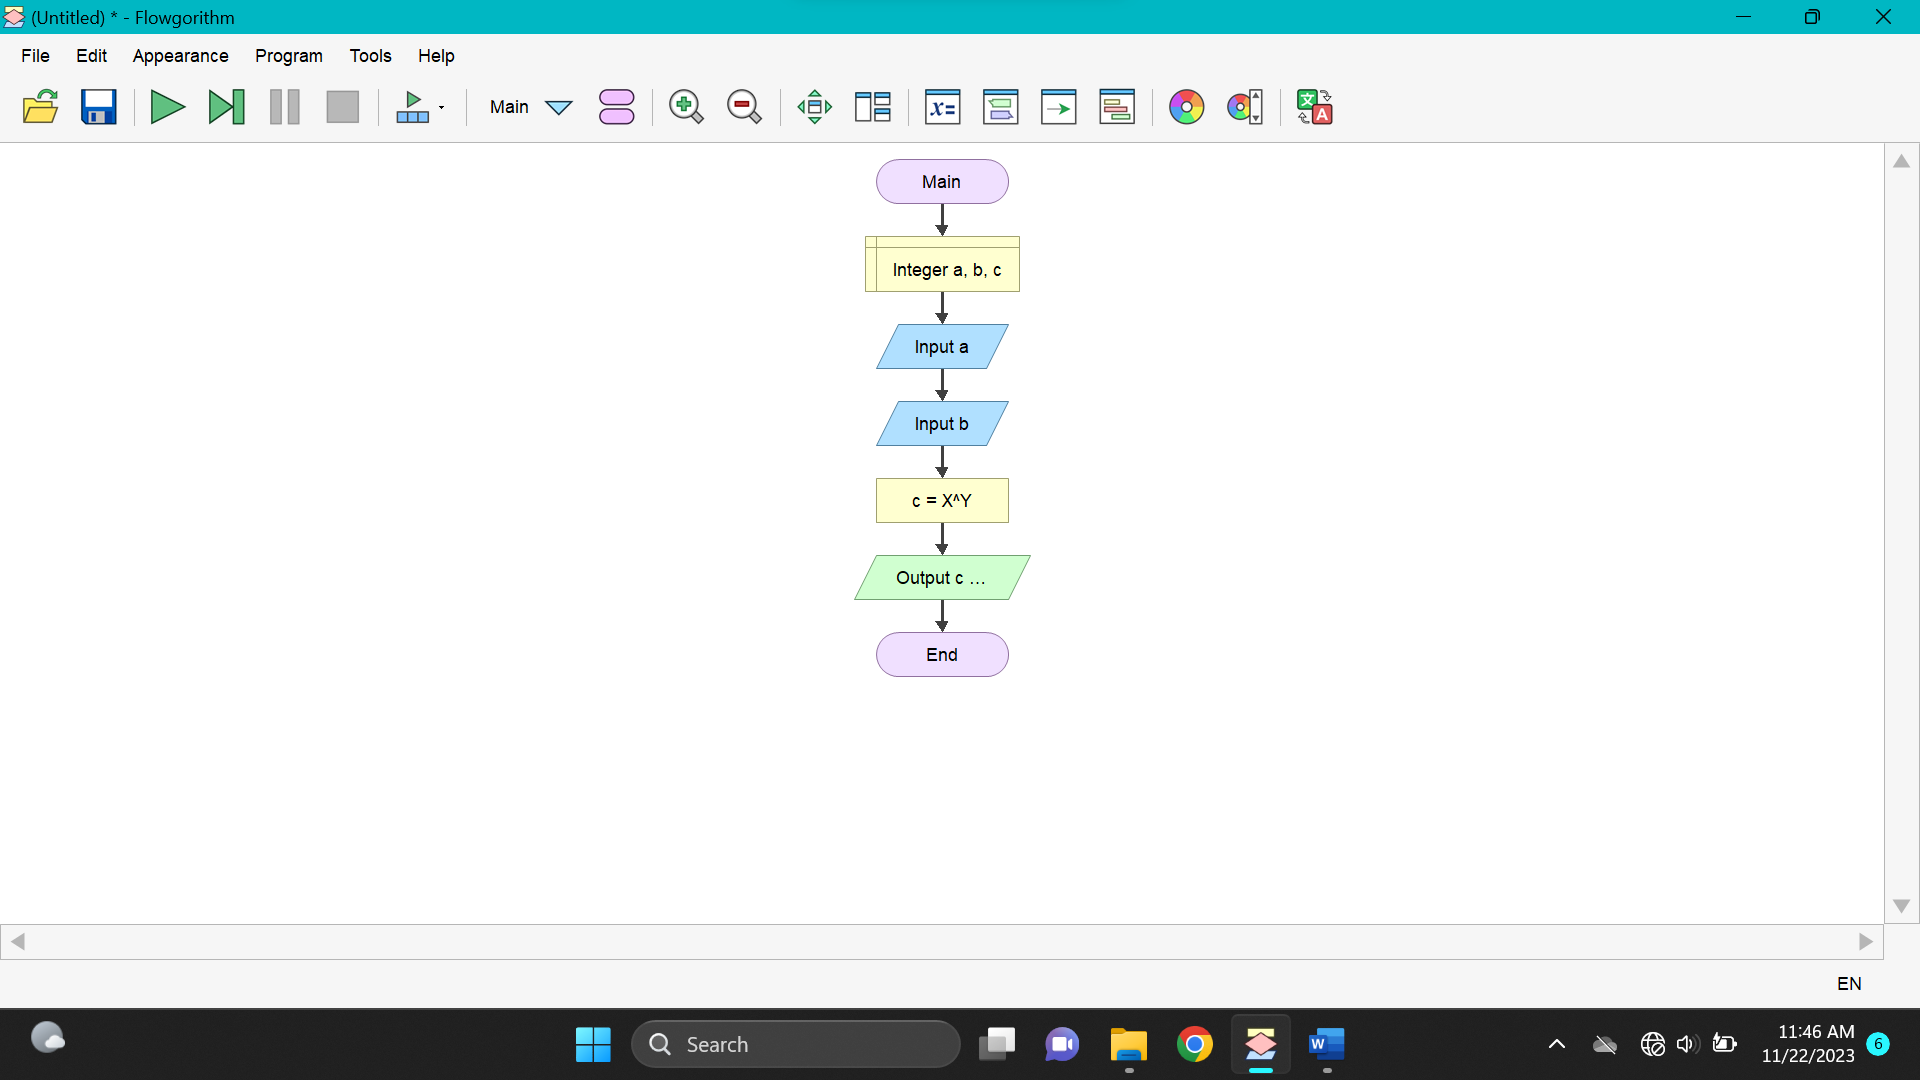 (Untitled) * - Flowgorithm
File Edit Appearance Program Tools Help
Main
x=
文
A
Main
Integer a, b, c
Input a
Input b
c = X^Y
Output c ...
End
EN
Search
W
11:46 AM
11/22/2023
6